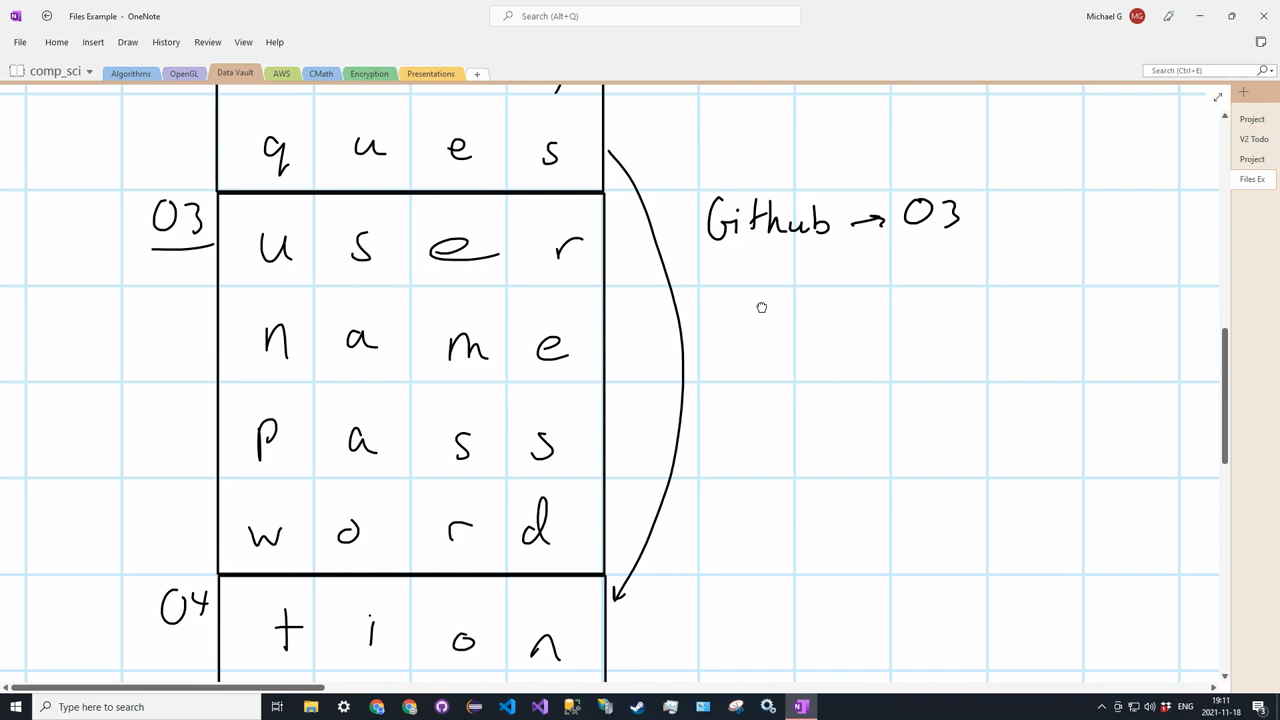 Files Example - OneNote
Search (Alt+Q)
Michael G
MG
File Home Insert Draw History Review View Help
comp_sci
Algorithms OpenGL Data Vault AWS CMath Encryption Presentations +
Search (Ctrl+E)
Project
V2 Todo
Project
Files Ex
q u e s
03
u s e r
Github → 03
n a m e
p a s s
w o r d
04
t i o n
Type here to search
ENG
19:11
2021-11-18